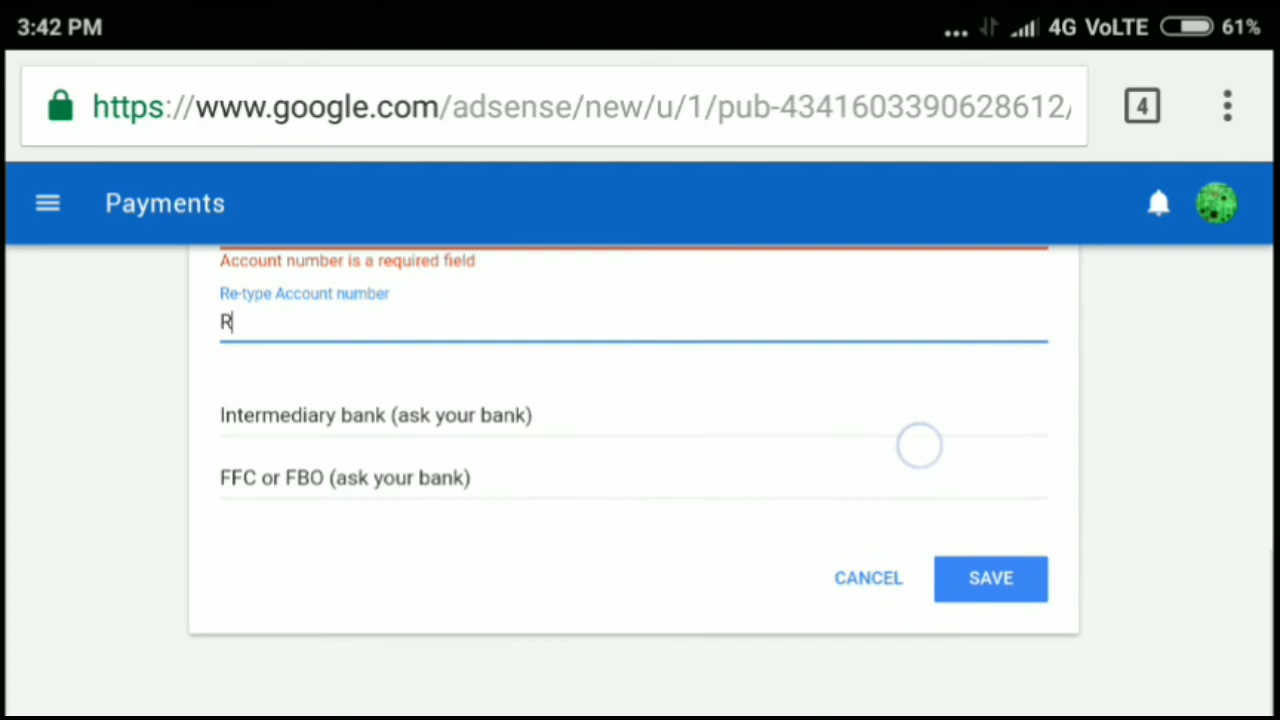 3:42 PM
... 4G VoLTE 61%
https://www.google.com/adsense/new/u/1/pub-4341603390628612/
4
Payments
Account number is a required field
Re-type Account number
R
Intermediary bank (ask your bank)
FFC or FBO (ask your bank)
CANCEL SAVE